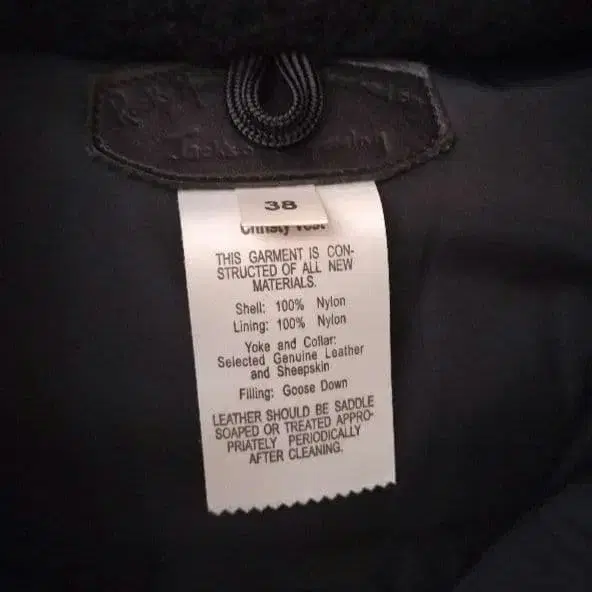 38
Christy Vest
THIS GARMENT IS CON-
STRUCTED OF ALL NEW
MATERIALS.
Shell: 100% Nylon
Lining: 100% Nylon
Yoke and Collar:
Selected Genuine Leather
and Sheepskin
Filling: Goose Down
LEATHER SHOULD BE SADDLE
SOAPED OR TREATED APPRO-
PRIATELY PERIODICALLY
AFTER CLEANING.